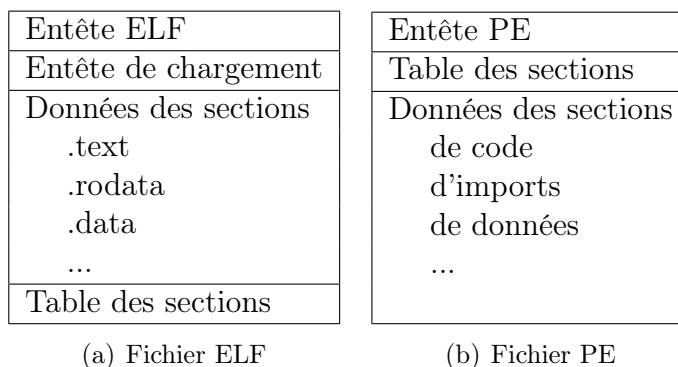 Entête ELF
Entête de chargement
Données des sections
.text
.rodata
.data
...
Table des sections
(a) Fichier ELF
Entête PE
Table des sections
Données des sections
de code
d'imports
de données
...
(b) Fichier PE